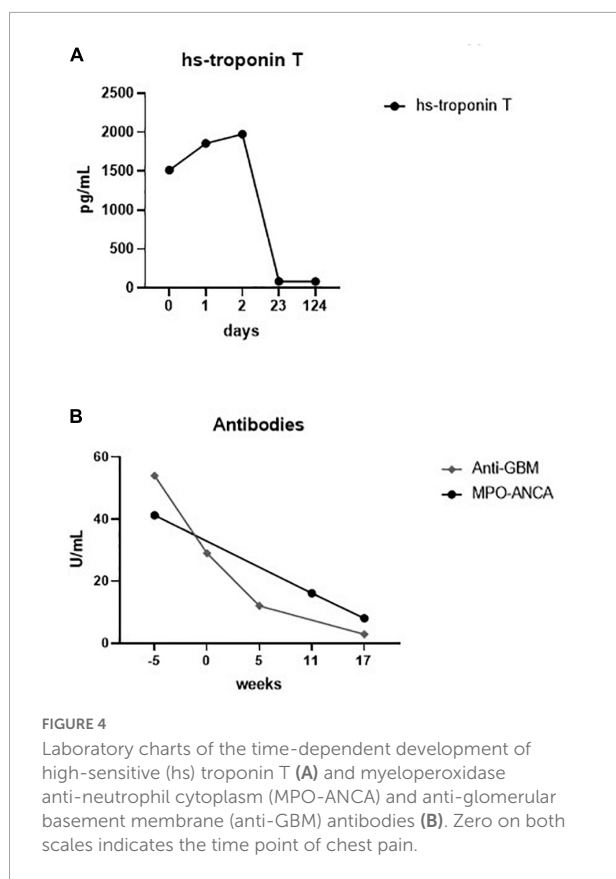 A
hs-troponin T
hs-troponin T
pg/mL
2500
2000
1500
1000
500
0
0 1 2 23 124
days
B
Antibodies
Anti-GBM
MPO-ANCA
U/mL
60
40
20
0
-5 0 5 11 17
weeks
FIGURE 4
Laboratory charts of the time-dependent development of
high-sensitive (hs) troponin T (A) and myeloperoxidase
anti-neutrophil cytoplasm (MPO-ANCA) and anti-glomerular
basement membrane (anti-GBM) antibodies (B). Zero on both
scales indicates the time point of chest pain.